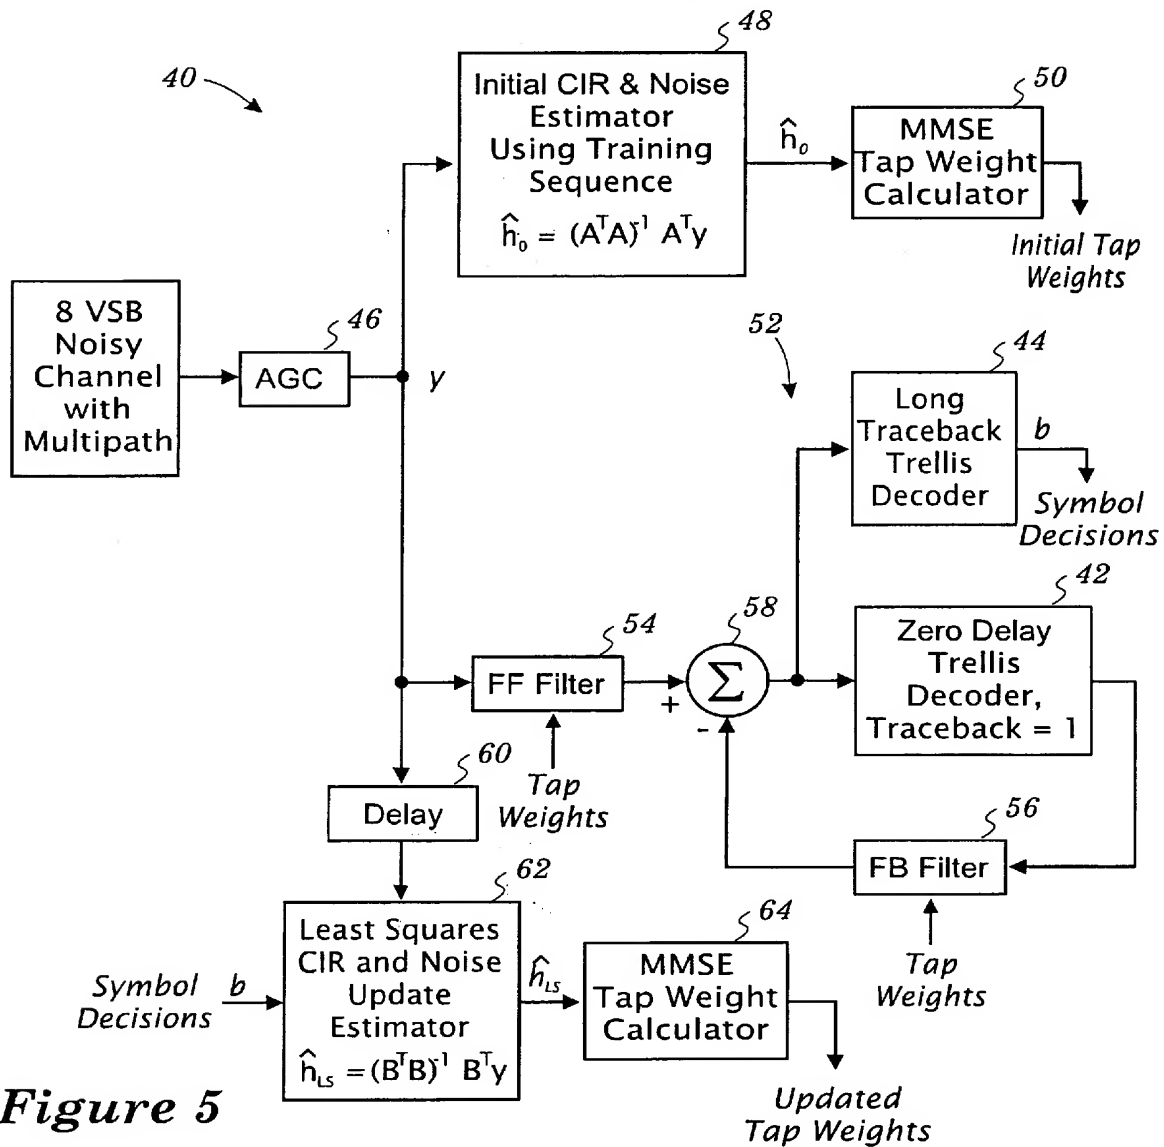 40
48
Initial CIR & Noise
Estimator
Using Training
Sequence
ĥ₀ = (AᵀA)⁻¹ Aᵀy
ĥ₀
50
MMSE
Tap Weight
Calculator
Initial Tap
Weights
8 VSB
Noisy
Channel
with
Multipath
46
AGC
y
52
44
Long
Traceback
Trellis
Decoder
b
Symbol
Decisions
42
Zero Delay
Trellis
Decoder,
Traceback = 1
54
FF Filter
Tap
Weights
58
Σ
+
-
56
FB Filter
Tap
Weights
60
Delay
62
Least Squares
CIR and Noise
Update
Estimator
ĥLS = (BᵀB)⁻¹ Bᵀy
Symbol
Decisions
b
ĥLS
64
MMSE
Tap Weight
Calculator
Updated
Tap Weights
Figure 5